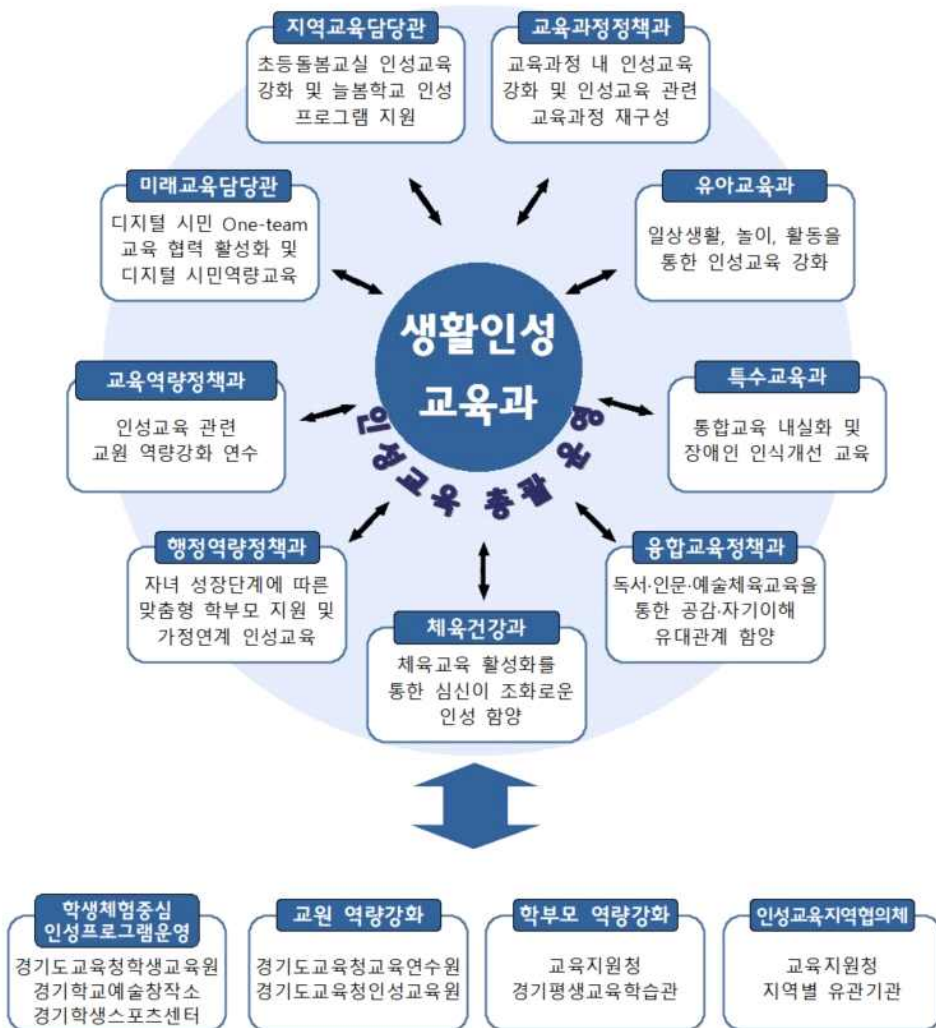 지역교육담당관
초등돌봄교실 인성교육
강화 및 늘봄학교 인성
프로그램 지원
교육과정정책과
교육과정 내 인성교육
강화 및 인성교육 관련
교육과정 재구성
미래교육담당관
디지털 시민 One-team
교육 협력 활성화 및
디지털 시민역량교육
유아교육과
일상생활, 놀이, 활동을
통한 인성교육 강화
생활인성
교육과
인성교육 총괄 운영
교육역량정책과
인성교육 관련
교원 역량강화 연수
특수교육과
통합교육 내실화 및
장애인 인식개선 교육
행정역량정책과
자녀 성장단계에 따른
맞춤형 학부모 지원 및
가정연계 인성교육
체육건강과
체육교육 활성화를
통한 심신이 조화로운
인성 함양
융합교육정책과
독서·인문·예술체육교육을
통한 공감·자기이해
유대관계 함양
학생체험중심
인성프로그램운영
경기도교육청학생교육원
경기학교예술창작소
경기학생스포츠센터
교원 역량강화
경기도교육청교육연수원
경기도교육청인성교육원
학부모 역량강화
교육지원청
경기평생교육학습관
인성교육지역협의체
교육지원청
지역별 유관기관